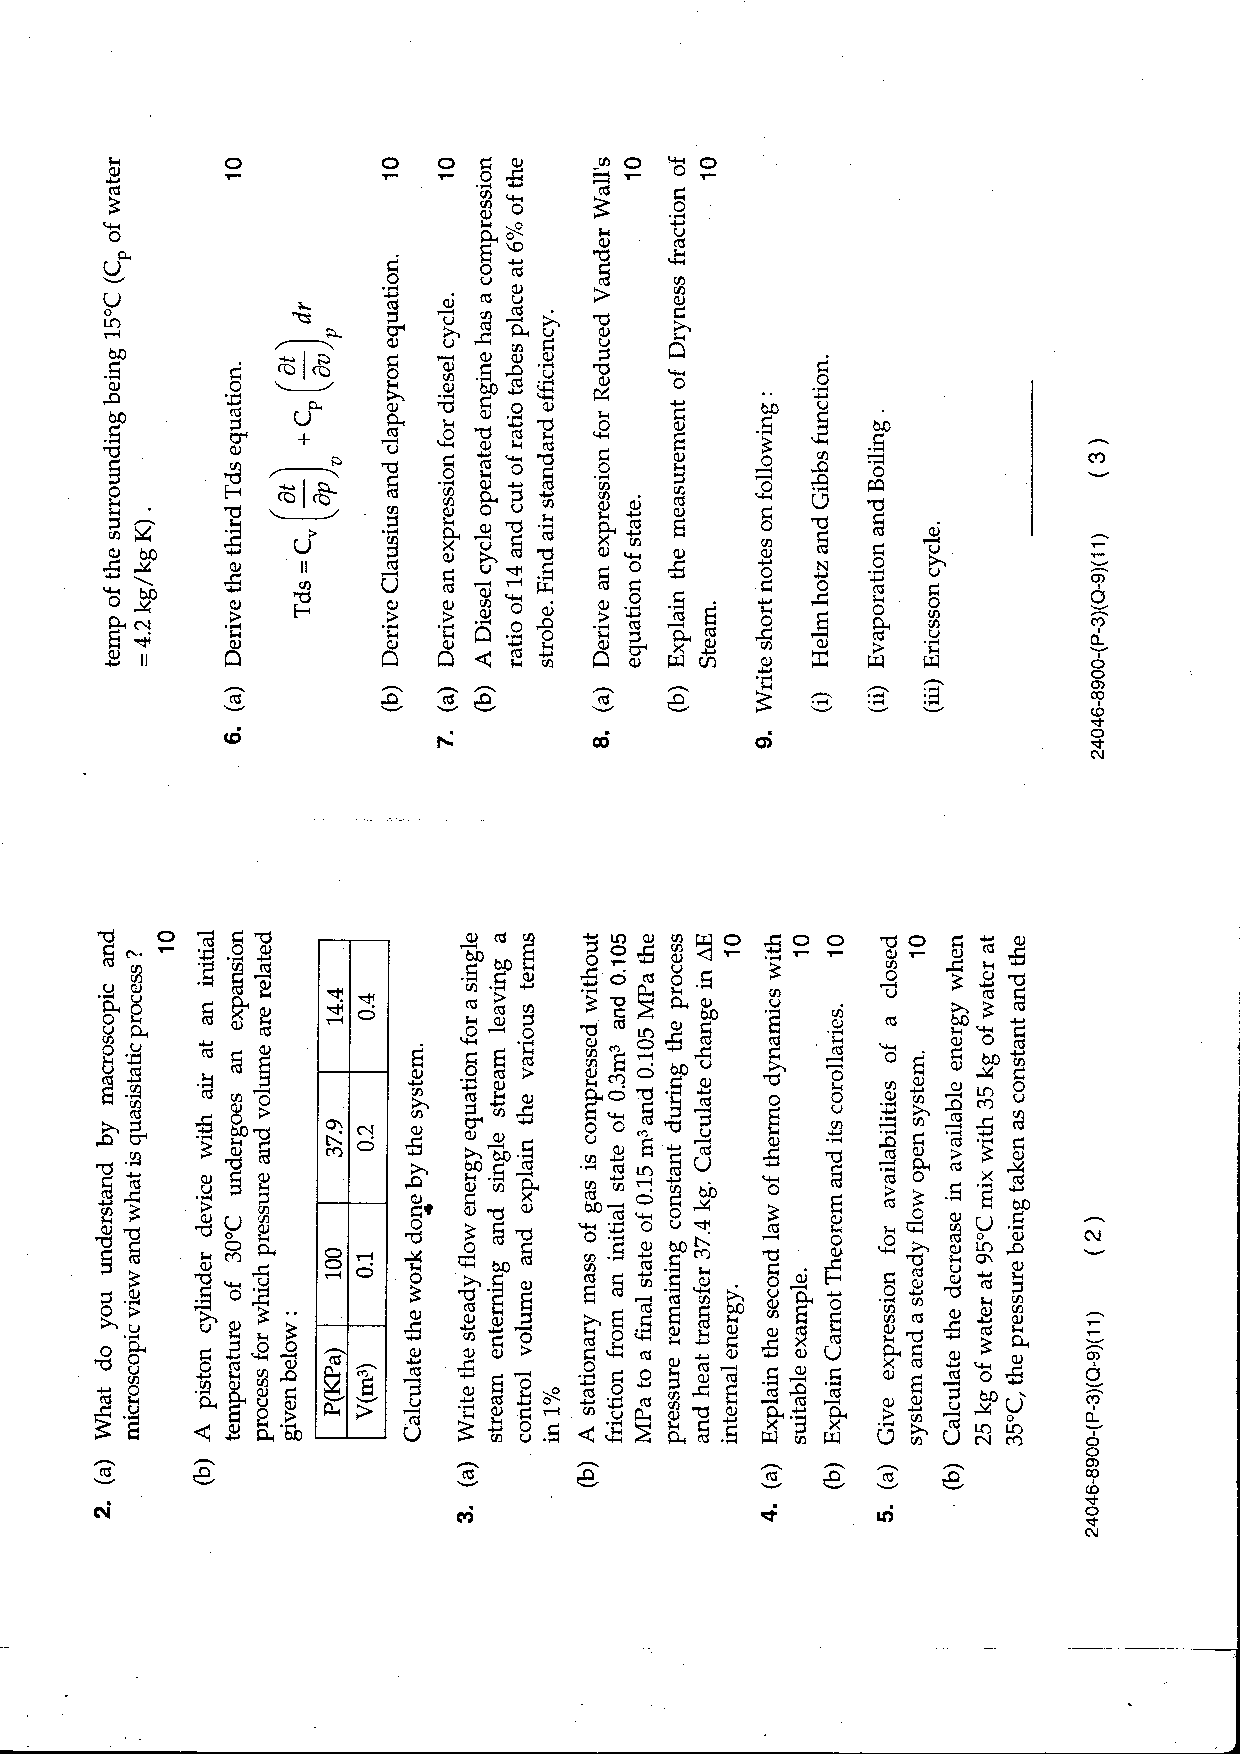 2. (a) What do you understand by macroscopic and
microscopic view and what is quasistatic process ?
10
(b) A piston cylinder device with air at an initial
temperature of 30°C undergoes an expansion
process for which pressure and volume are related
given below :
P(KPa) 100 37.9 14.4
V(m³) 0.1 0.2 0.4
Calculate the work done by the system.
3. (a) Write the steady flow energy equation for a single
stream enterning and single stream leaving a
control volume and explain the various terms
in 1%
(b) A stationary mass of gas is compressed without
friction from an initial state of 0.3m³ and 0.105
MPa to a final state of 0.15 m³ and 0.105 MPa the
pressure remaining constant during the process
and heat transfer 37.4 kg. Calculate change in ΔE
internal energy. 10
4. (a) Explain the second law of thermo dynamics with
suitable example. 10
(b) Explain Carnot Theorem and its corollaries. 10
5. (a) Give expression for availabilities of a closed
system and a steady flow open system. 10
(b) Calculate the decrease in available energy when
25 kg of water at 95°C mix with 35 kg of water at
35°C, the pressure being taken as constant and the
24046-8900-(P-3)(Q-9)(11) ( 2 )
temp of the surrounding being 15°C (Cp of water
= 4.2 kg/kg K) .
6. (a) Derive the third Tds equation. 10
Tds = Cv (∂t/∂p)v + Cp (∂t/∂v)p dr
(b) Derive Clausius and clapeyron equation. 10
7. (a) Derive an expression for diesel cycle. 10
(b) A Diesel cycle operated engine has a compression
ratio of 14 and cut of ratio tabes place at 6% of the
strobe. Find air standard efficiency.
8. (a) Derive an expression for Reduced Vander Wall's
equation of state. 10
(b) Explain the measurement of Dryness fraction of
Steam. 10
9. Write short notes on following :
(i) Helm hotz and Gibbs function.
(ii) Evaporation and Boiling .
(iii) Ericsson cycle.
24046-8900-(P-3)(Q-9)(11) ( 3 )